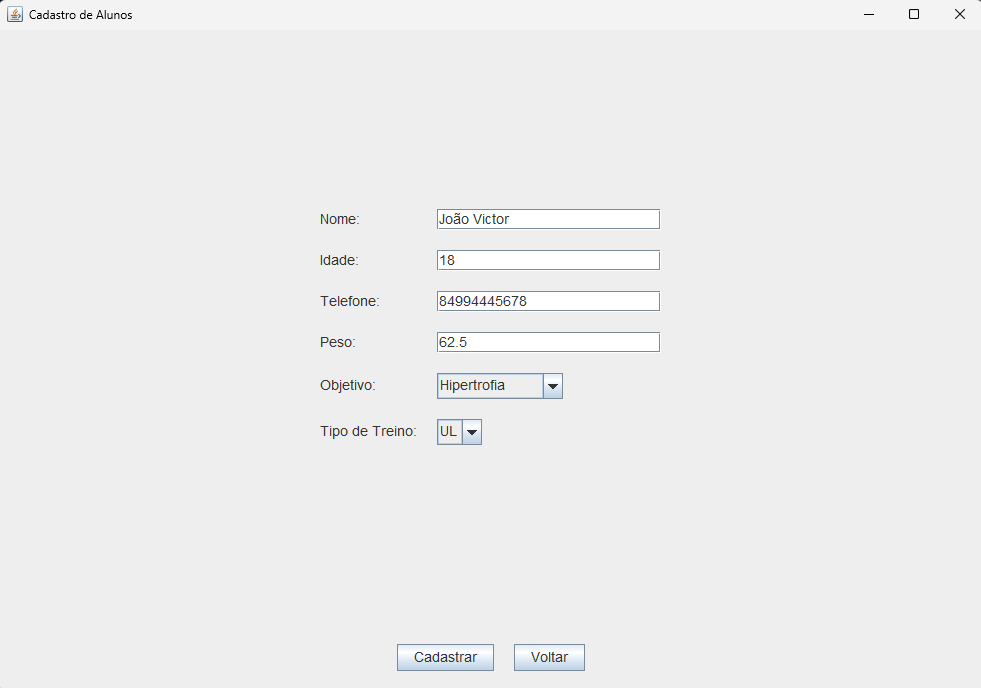 Cadastro de Alunos
Nome: João Victor
Idade: 18
Telefone: 84994445678
Peso: 62.5
Objetivo: Hipertrofia
Tipo de Treino: UL
Cadastrar Voltar